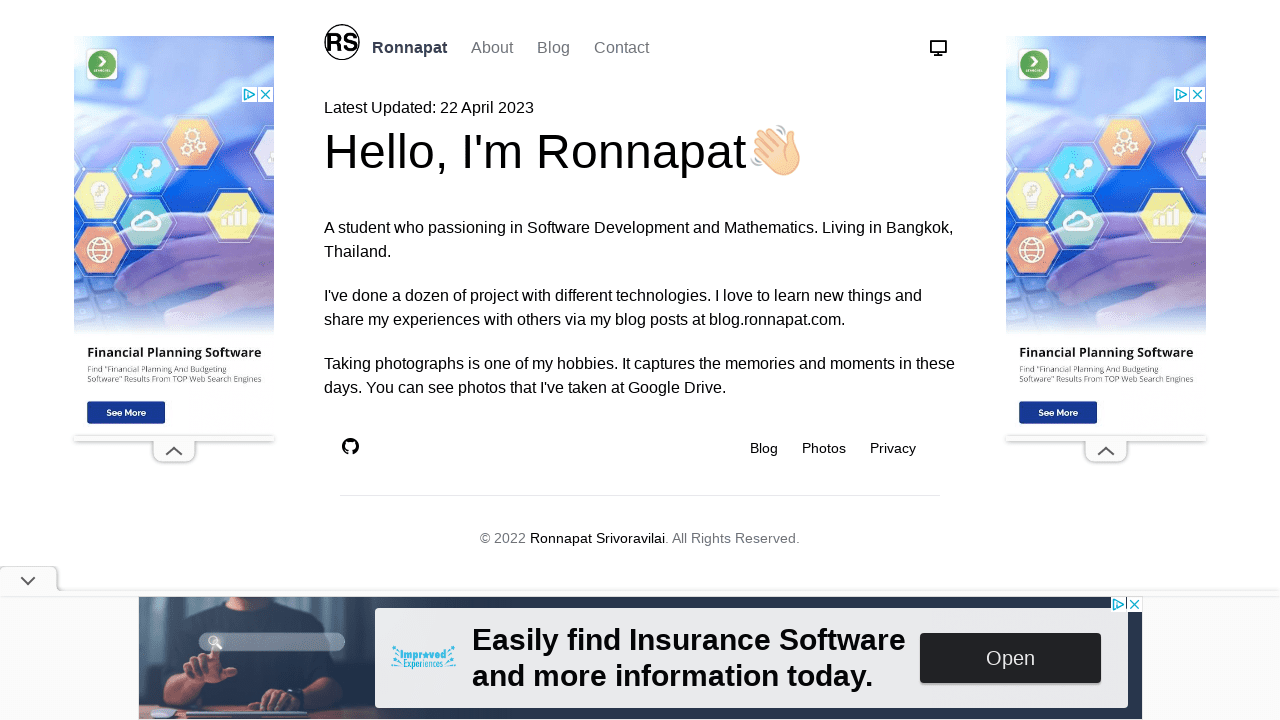 RS
Ronnapat About Blog Contact
Latest Updated: 22 April 2023
Hello, I'm Ronnapat👋🏻
A student who passioning in Software Development and Mathematics. Living in Bangkok,
Thailand.
I've done a dozen of project with different technologies. I love to learn new things and
share my experiences with others via my blog posts at blog.ronnapat.com.
Taking photographs is one of my hobbies. It captures the memories and moments in these
days. You can see photos that I've taken at Google Drive.
Blog Photos Privacy
© 2022 Ronnapat Srivoravilai. All Rights Reserved.
Financial Planning Software
Find "Financial Planning And Budgeting
Software" Results From TOP Web Search Engines
See More
Financial Planning Software
Find "Financial Planning And Budgeting
Software" Results From TOP Web Search Engines
See More
Improved
Experiences
Easily find Insurance Software
and more information today.
Open